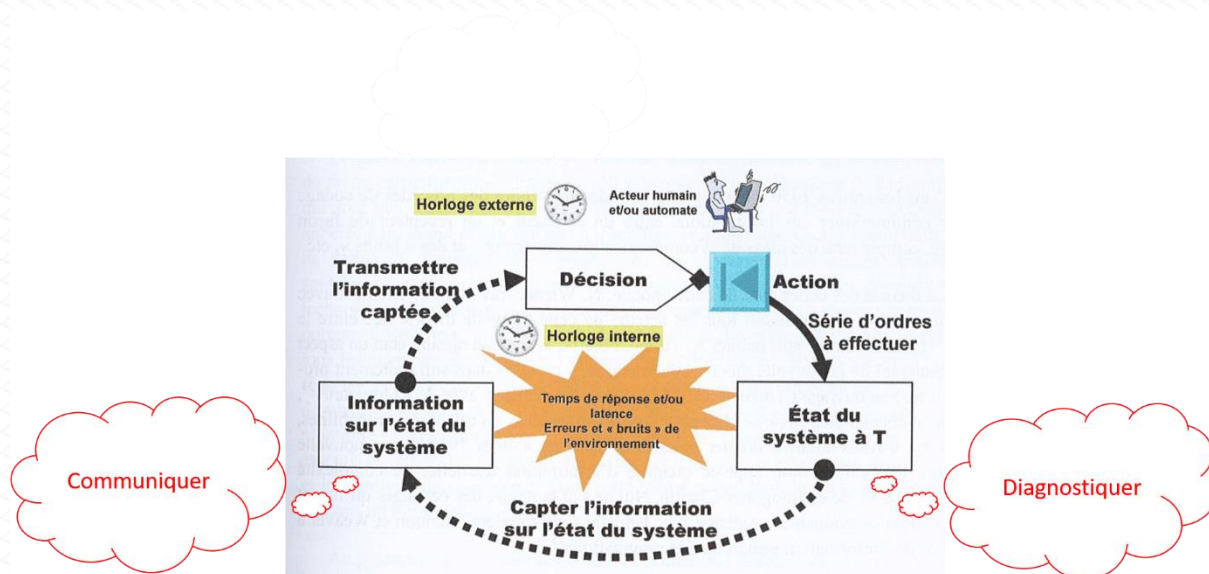 Horloge externe
Acteur humain
et/ou automate
Transmettre
l'information
captée
Décision
Action
Série d'ordres
à effectuer
Horloge interne
Temps de réponse et/ou
latence
Erreurs et « bruits » de
l'environnement
Information
sur l'état du
système
État du
système à T
Communiquer
Diagnostiquer
Capter l'information
sur l'état du système